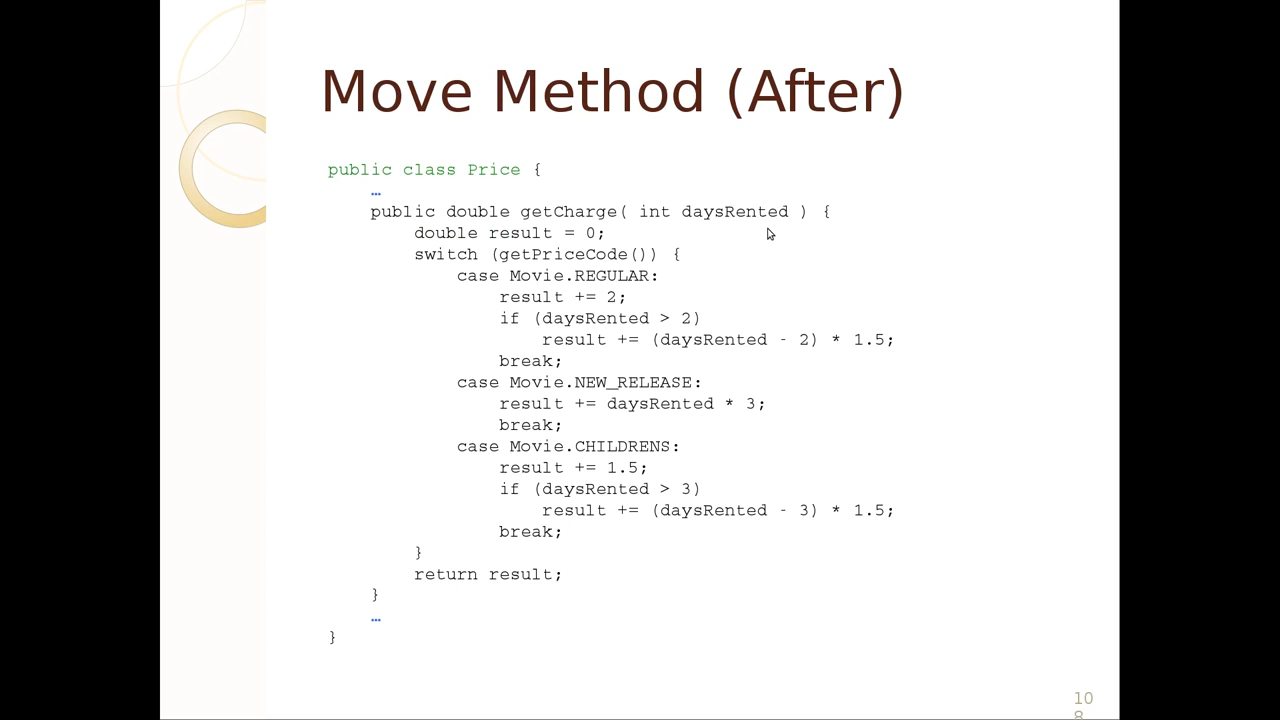 Move Method (After)
public class Price {
…
public double getCharge( int daysRented ) {
double result = 0;
switch (getPriceCode()) {
case Movie.REGULAR:
result += 2;
if (daysRented > 2)
result += (daysRented - 2) * 1.5;
break;
case Movie.NEW_RELEASE:
result += daysRented * 3;
break;
case Movie.CHILDRENS:
result += 1.5;
if (daysRented > 3)
result += (daysRented - 3) * 1.5;
break;
}
return result;
}
…
}
10
8